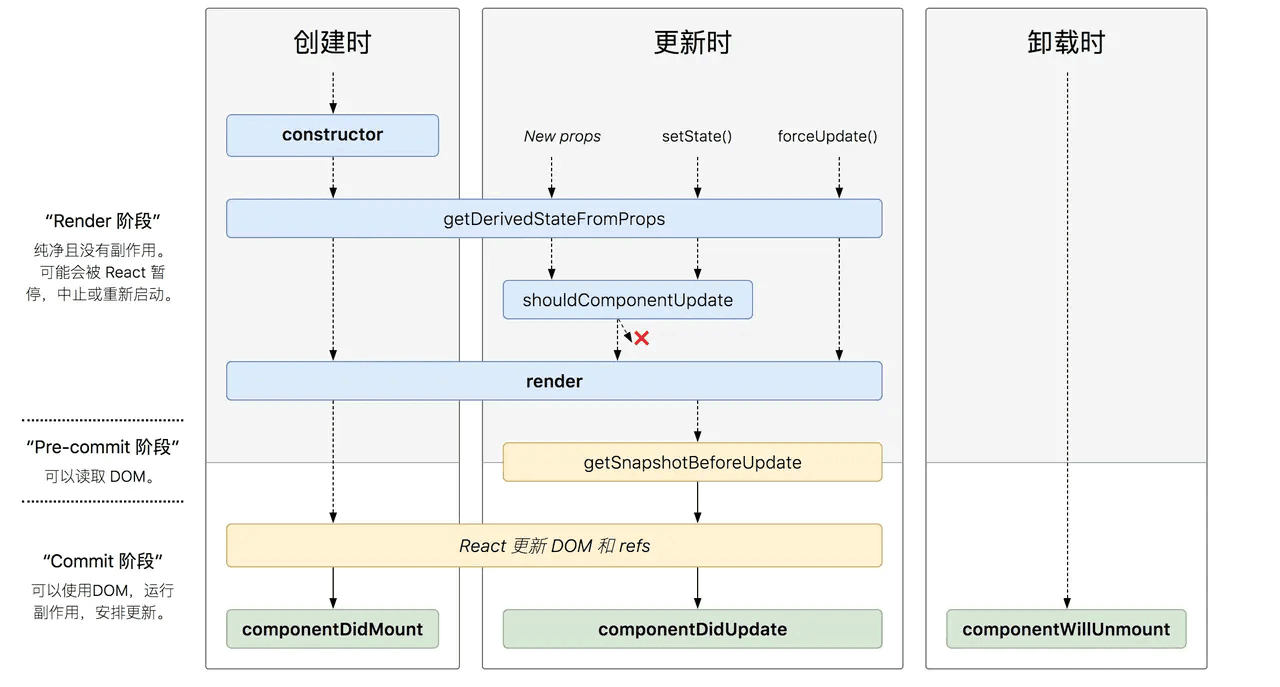 创建时
更新时
卸载时
constructor
New props
setState()
forceUpdate()
getDerivedStateFromProps
“Render 阶段”
纯净且没有副作用。
可能会被 React 暂
停，中止或重新启动。
shouldComponentUpdate
render
“Pre-commit 阶段”
可以读取 DOM。
getSnapshotBeforeUpdate
React 更新 DOM 和 refs
“Commit 阶段”
可以使用DOM，运行
副作用，安排更新。
componentDidMount
componentDidUpdate
componentWillUnmount